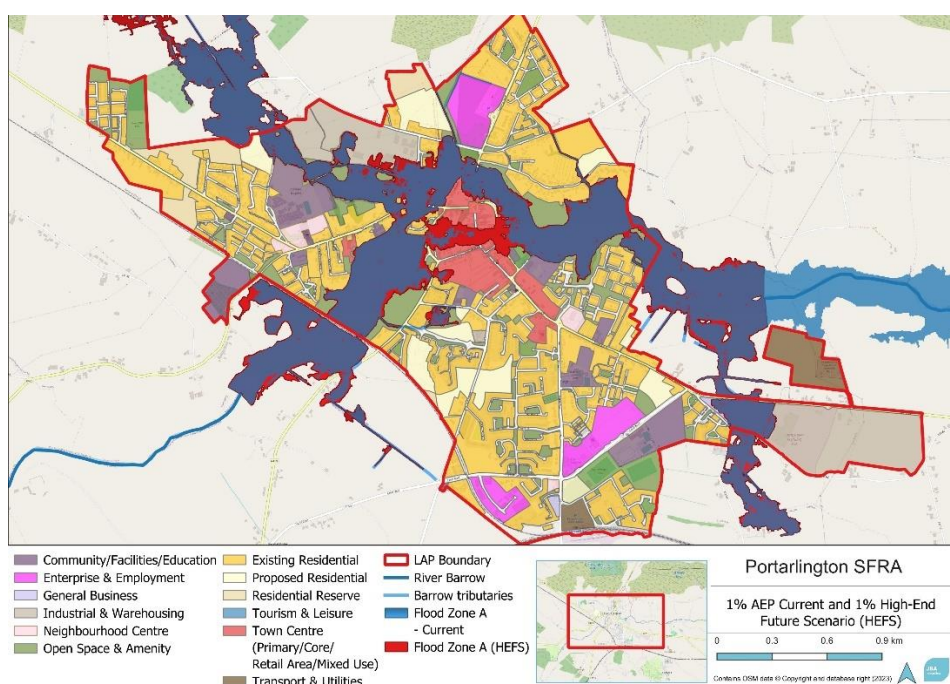 Community/Facilities/Education
Enterprise & Employment
General Business
Industrial & Warehousing
Neighbourhood Centre
Open Space & Amenity
Existing Residential
Proposed Residential
Residential Reserve
Tourism & Leisure
Town Centre
(Primary/Core/
Retail Area/Mixed Use)
Transport & Utilities
LAP Boundary
River Barrow
Barrow tributaries
Flood Zone A
- Current
Flood Zone A (HEFS)
Portarlington SFRA
1% AEP Current and 1% High-End
Future Scenario (HEFS)
0 0.3 0.6 0.9 km
Contains OSM data © Copyright and database right (2023)
JBA